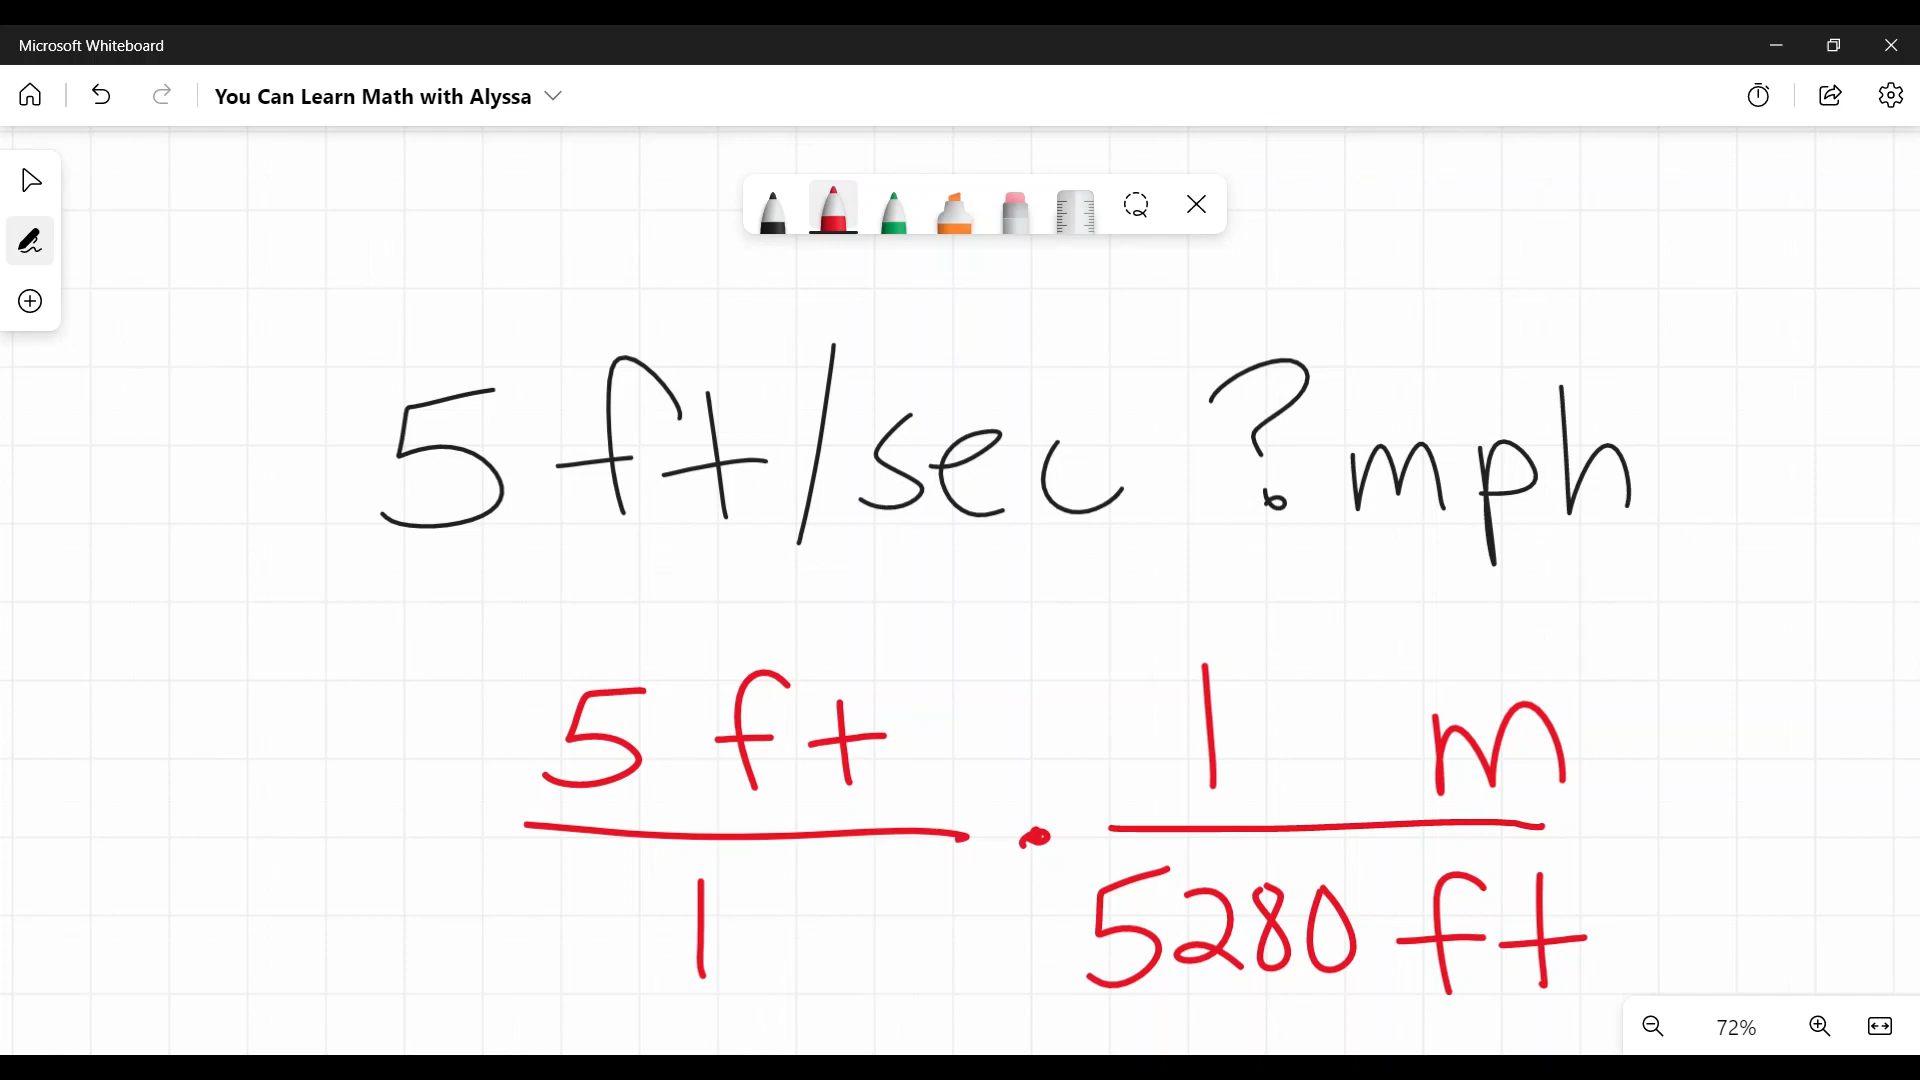 Microsoft Whiteboard
You Can Learn Math with Alyssa
5 ft/sec ? mph
5 ft 1 m
1 5280 ft
72%